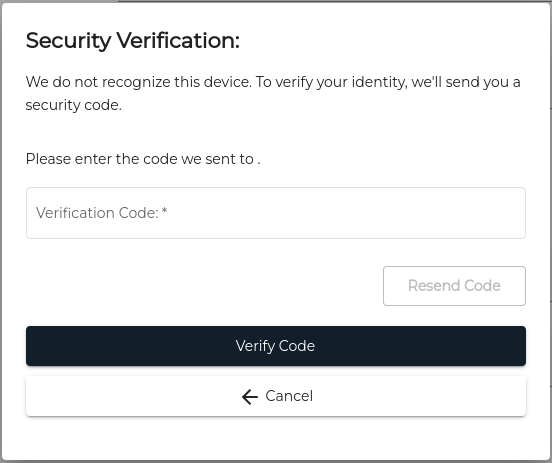 Security Verification:
We do not recognize this device. To verify your identity, we'll send you a
security code.
Please enter the code we sent to .
Verification Code: *
Resend Code
Verify Code
Cancel